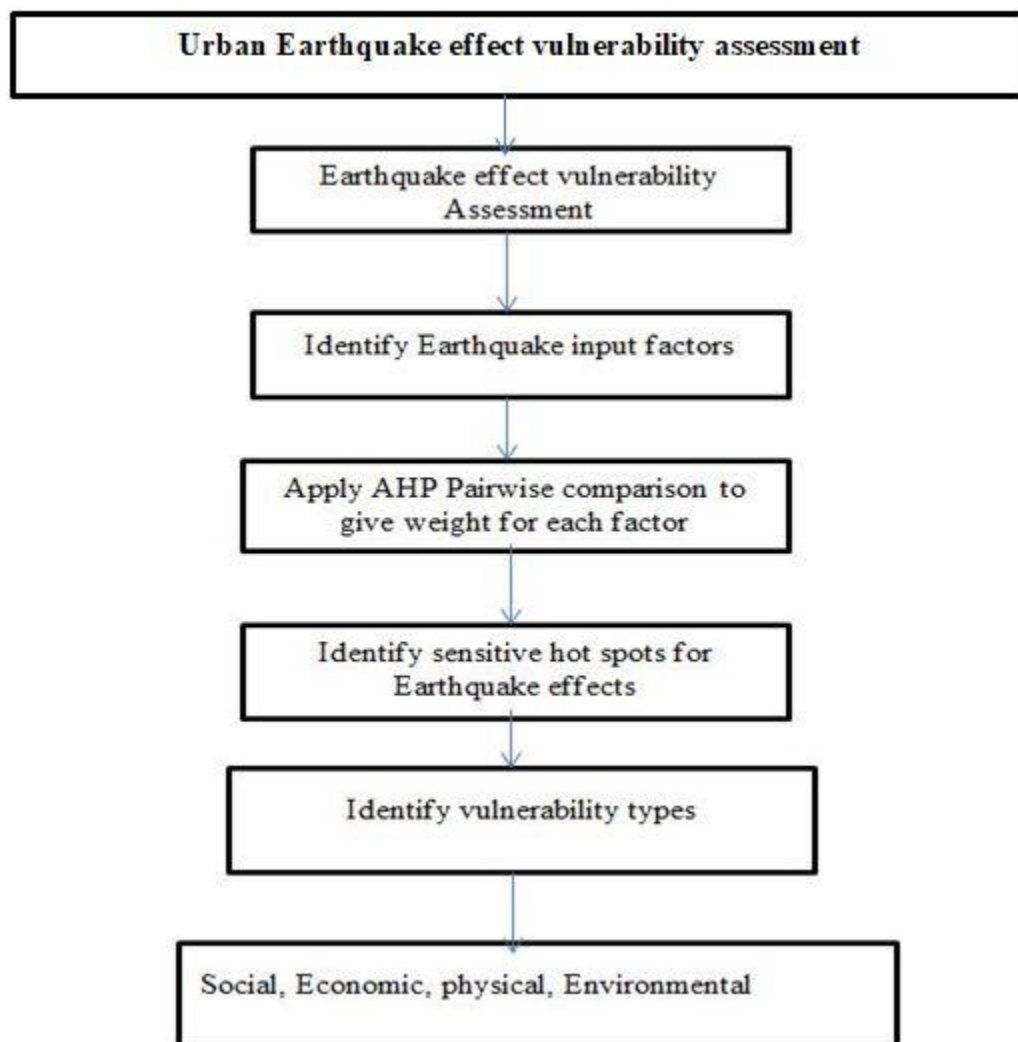 Urban Earthquake effect vulnerability assessment
Earthquake effect vulnerability
Assessment
Identify Earthquake input factors
Apply AHP Pairwise comparison to
give weight for each factor
Identify sensitive hot spots for
Earthquake effects
Identify vulnerability types
Social, Economic, physical, Environmental